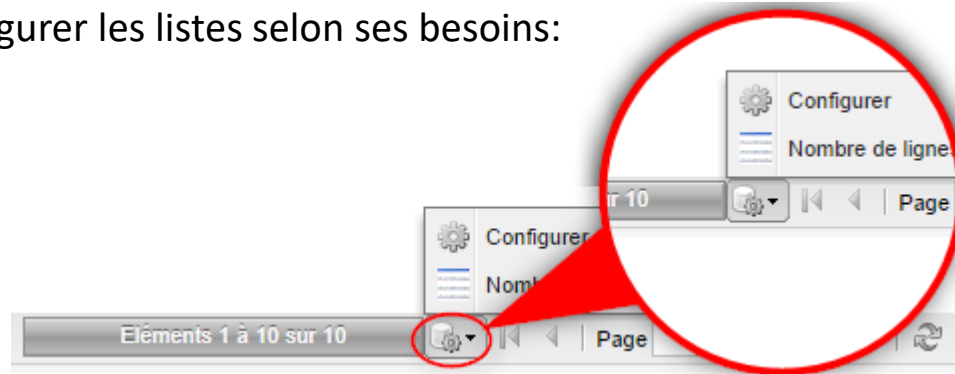 gurer les listes selon ses besoins:
Configurer
Nombre de lignes
ur 10
Page
Configurer
Eléments 1 à 10 sur 10
Page